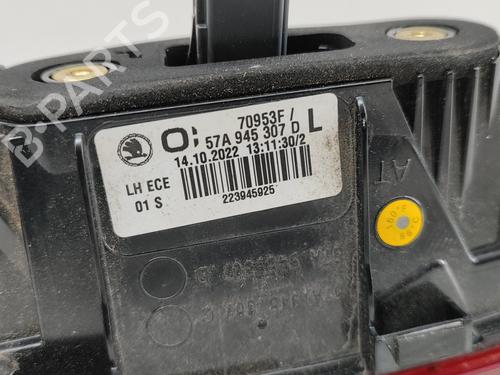 B-PARTS
70953F /
57A 945 307 D L
14.10.2022 13:11:30/2
LH ECE
01 S
223945925
AT